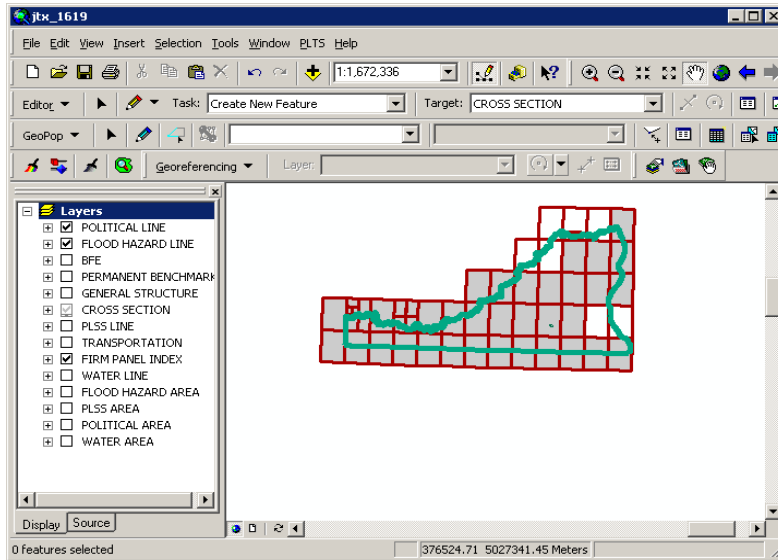 jtx_1619
File Edit View Insert Selection Tools Window PLTS Help
1:1,672,336
Editor Task: Create New Feature Target: CROSS SECTION
GeoPop
Georeferencing Layer:
Layers
POLITICAL LINE
FLOOD HAZARD LINE
BFE
PERMANENT BENCHMARK
GENERAL STRUCTURE
CROSS SECTION
PLSS LINE
TRANSPORTATION
FIRM PANEL INDEX
WATER LINE
FLOOD HAZARD AREA
PLSS AREA
POLITICAL AREA
WATER AREA
Display Source
0 features selected 376524.71 5027341.45 Meters